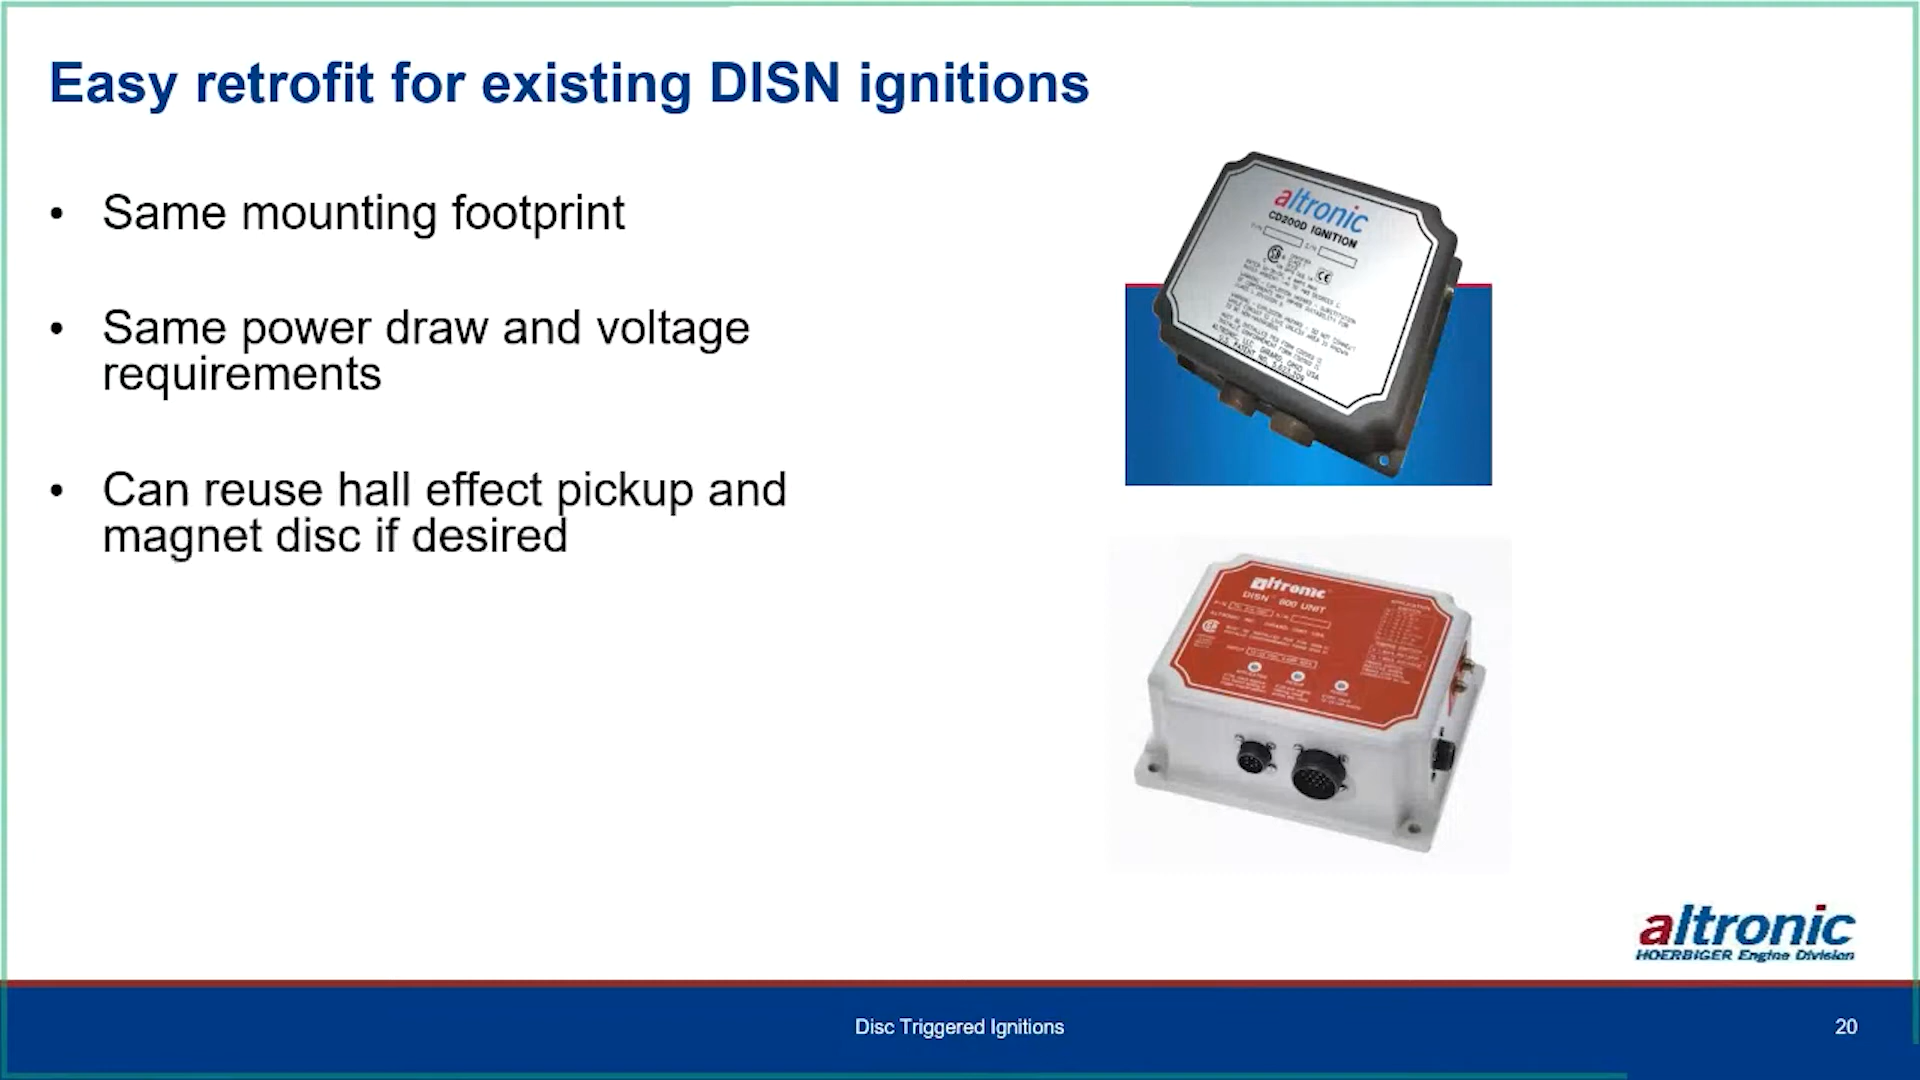 Easy retrofit for existing DISN ignitions
• Same mounting footprint
• Same power draw and voltage
requirements
• Can reuse hall effect pickup and
magnet disc if desired
altronic
CD200D IGNITION
altronic
DISN 800 UNIT
altronic
HOERBIGER Engine Division
Disc Triggered Ignitions
20